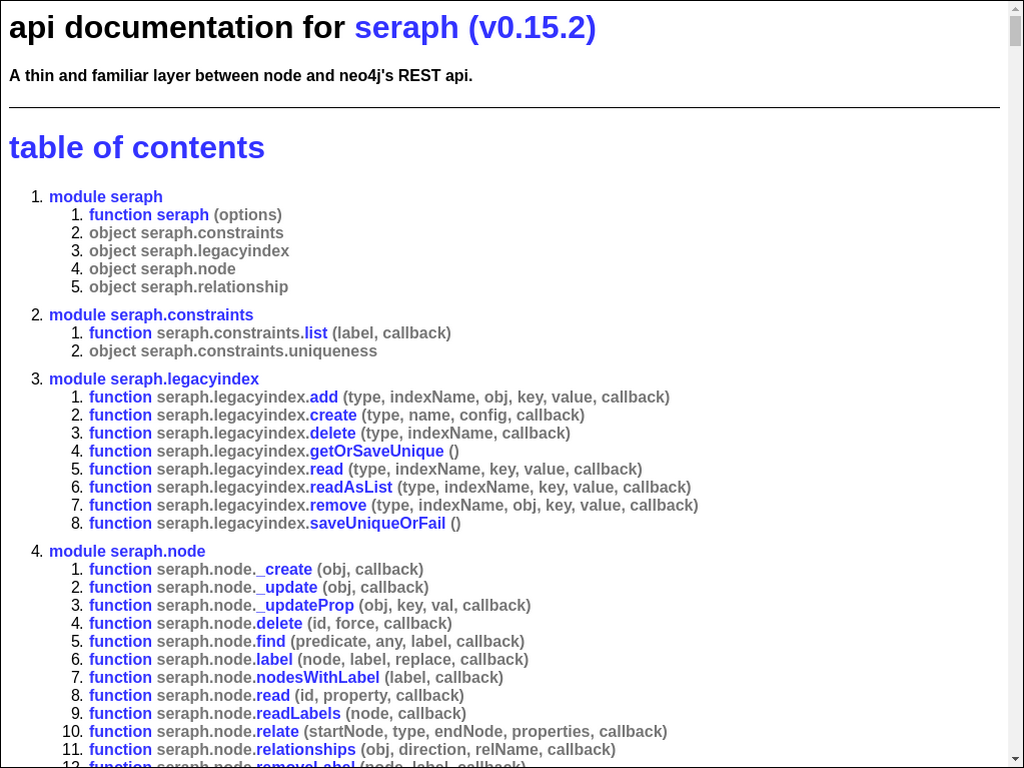 api documentation for seraph (v0.15.2)
A thin and familiar layer between node and neo4j's REST api.
table of contents
1. module seraph
1. function seraph (options)
2. object seraph.constraints
3. object seraph.legacyindex
4. object seraph.node
5. object seraph.relationship
2. module seraph.constraints
1. function seraph.constraints.list (label, callback)
2. object seraph.constraints.uniqueness
3. module seraph.legacyindex
1. function seraph.legacyindex.add (type, indexName, obj, key, value, callback)
2. function seraph.legacyindex.create (type, name, config, callback)
3. function seraph.legacyindex.delete (type, indexName, callback)
4. function seraph.legacyindex.getOrSaveUnique ()
5. function seraph.legacyindex.read (type, indexName, key, value, callback)
6. function seraph.legacyindex.readAsList (type, indexName, key, value, callback)
7. function seraph.legacyindex.remove (type, indexName, obj, key, value, callback)
8. function seraph.legacyindex.saveUniqueOrFail ()
4. module seraph.node
1. function seraph.node._create (obj, callback)
2. function seraph.node._update (obj, callback)
3. function seraph.node._updateProp (obj, key, val, callback)
4. function seraph.node.delete (id, force, callback)
5. function seraph.node.find (predicate, any, label, callback)
6. function seraph.node.label (node, label, replace, callback)
7. function seraph.node.nodesWithLabel (label, callback)
8. function seraph.node.read (id, property, callback)
9. function seraph.node.readLabels (node, callback)
10. function seraph.node.relate (startNode, type, endNode, properties, callback)
11. function seraph.node.relationships (obj, direction, relName, callback)
12. function seraph.node.removeLabel (node, label, callback)